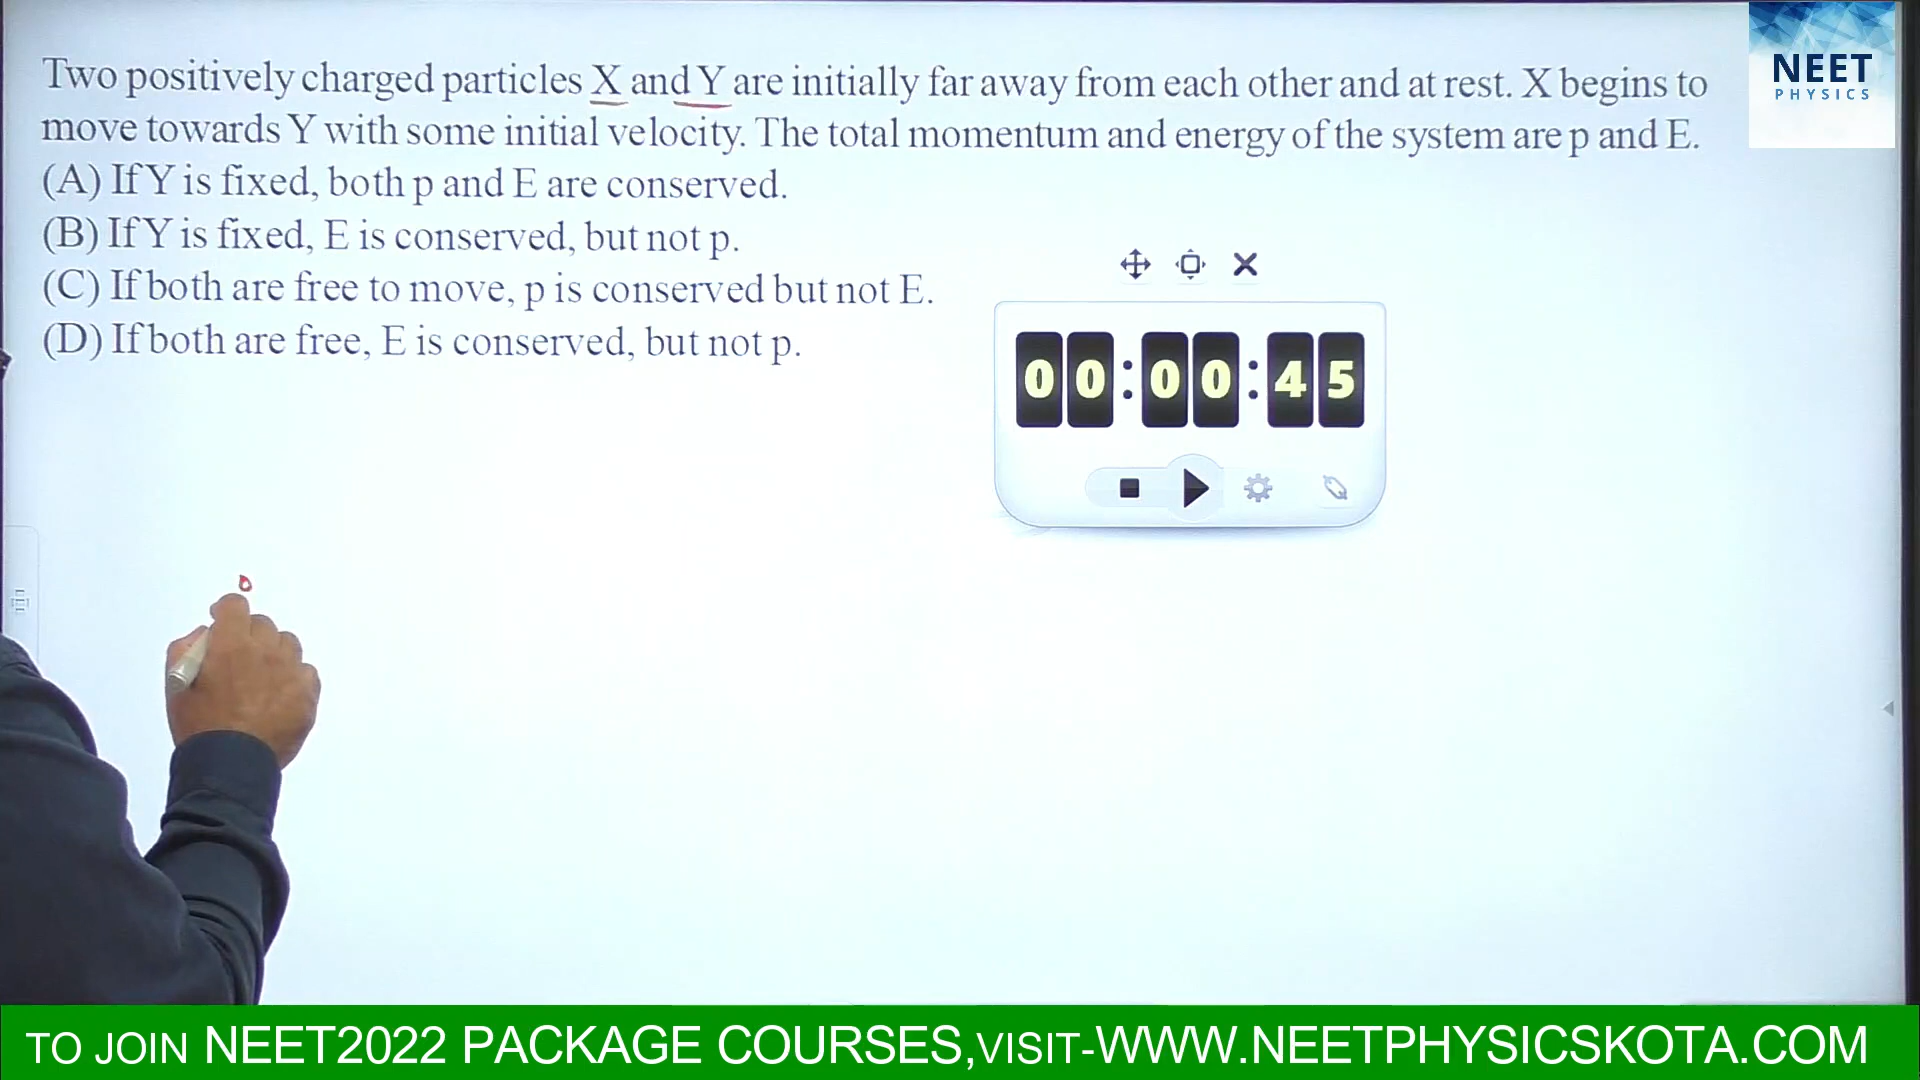 Two positively charged particles X and Y are initially far away from each other and at rest. X begins to
move towards Y with some initial velocity. The total momentum and energy of the system are p and E.
(A) If Y is fixed, both p and E are conserved.
(B) If Y is fixed, E is conserved, but not p.
(C) If both are free to move, p is conserved but not E.
(D) If both are free, E is conserved, but not p.
00:00:45
NEET
PHYSICS
TO JOIN NEET2022 PACKAGE COURSES,VISIT-WWW.NEETPHYSICSKOTA.COM